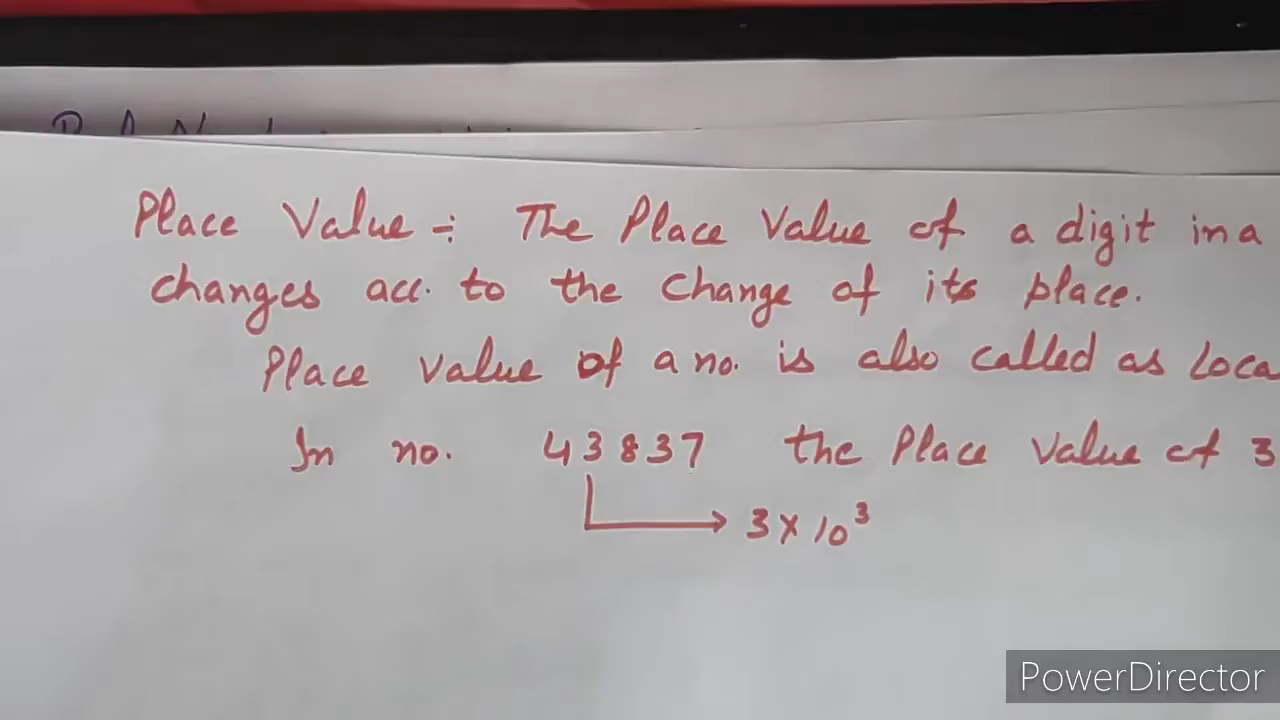 Place Value ÷ The Place Value of a digit in a
changes acc. to the Change of its place.
Place value of a no. is also called as Loca
In no. 43837 the Place Value of 3
3 × 10³
PowerDirector